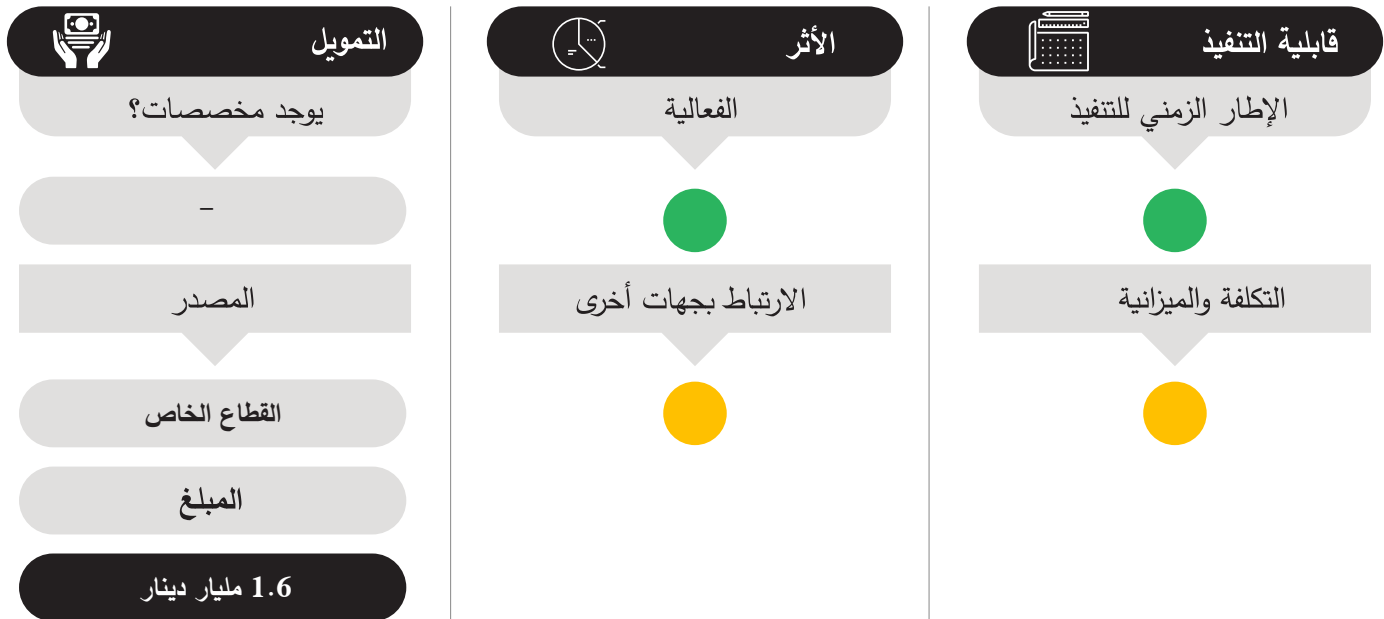 قابلية التنفيذ
الإطار الزمني للتنفيذ
التكلفة والميزانية
الأثر
الفعالية
الارتباط بجهات أخرى
التمويل
يوجد مخصصات؟
–
المصدر
القطاع الخاص
المبلغ
1.6 مليار دينار